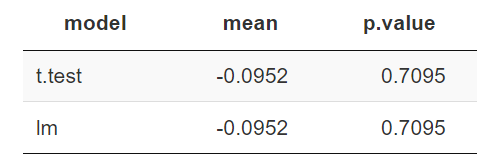 model mean p.value
t.test -0.0952 0.7095
lm -0.0952 0.7095